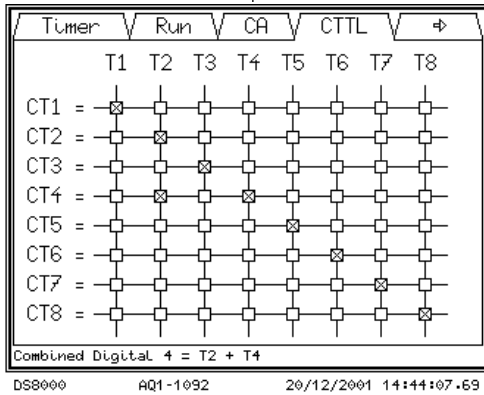 Timer Run CA CTTL
T1 T2 T3 T4 T5 T6 T7 T8
CT1 =
CT2 =
CT3 =
CT4 =
CT5 =
CT6 =
CT7 =
CT8 =
Combined Digital 4 = T2 + T4
DS8000 AQ1-1092 20/12/2001 14:44:07.69